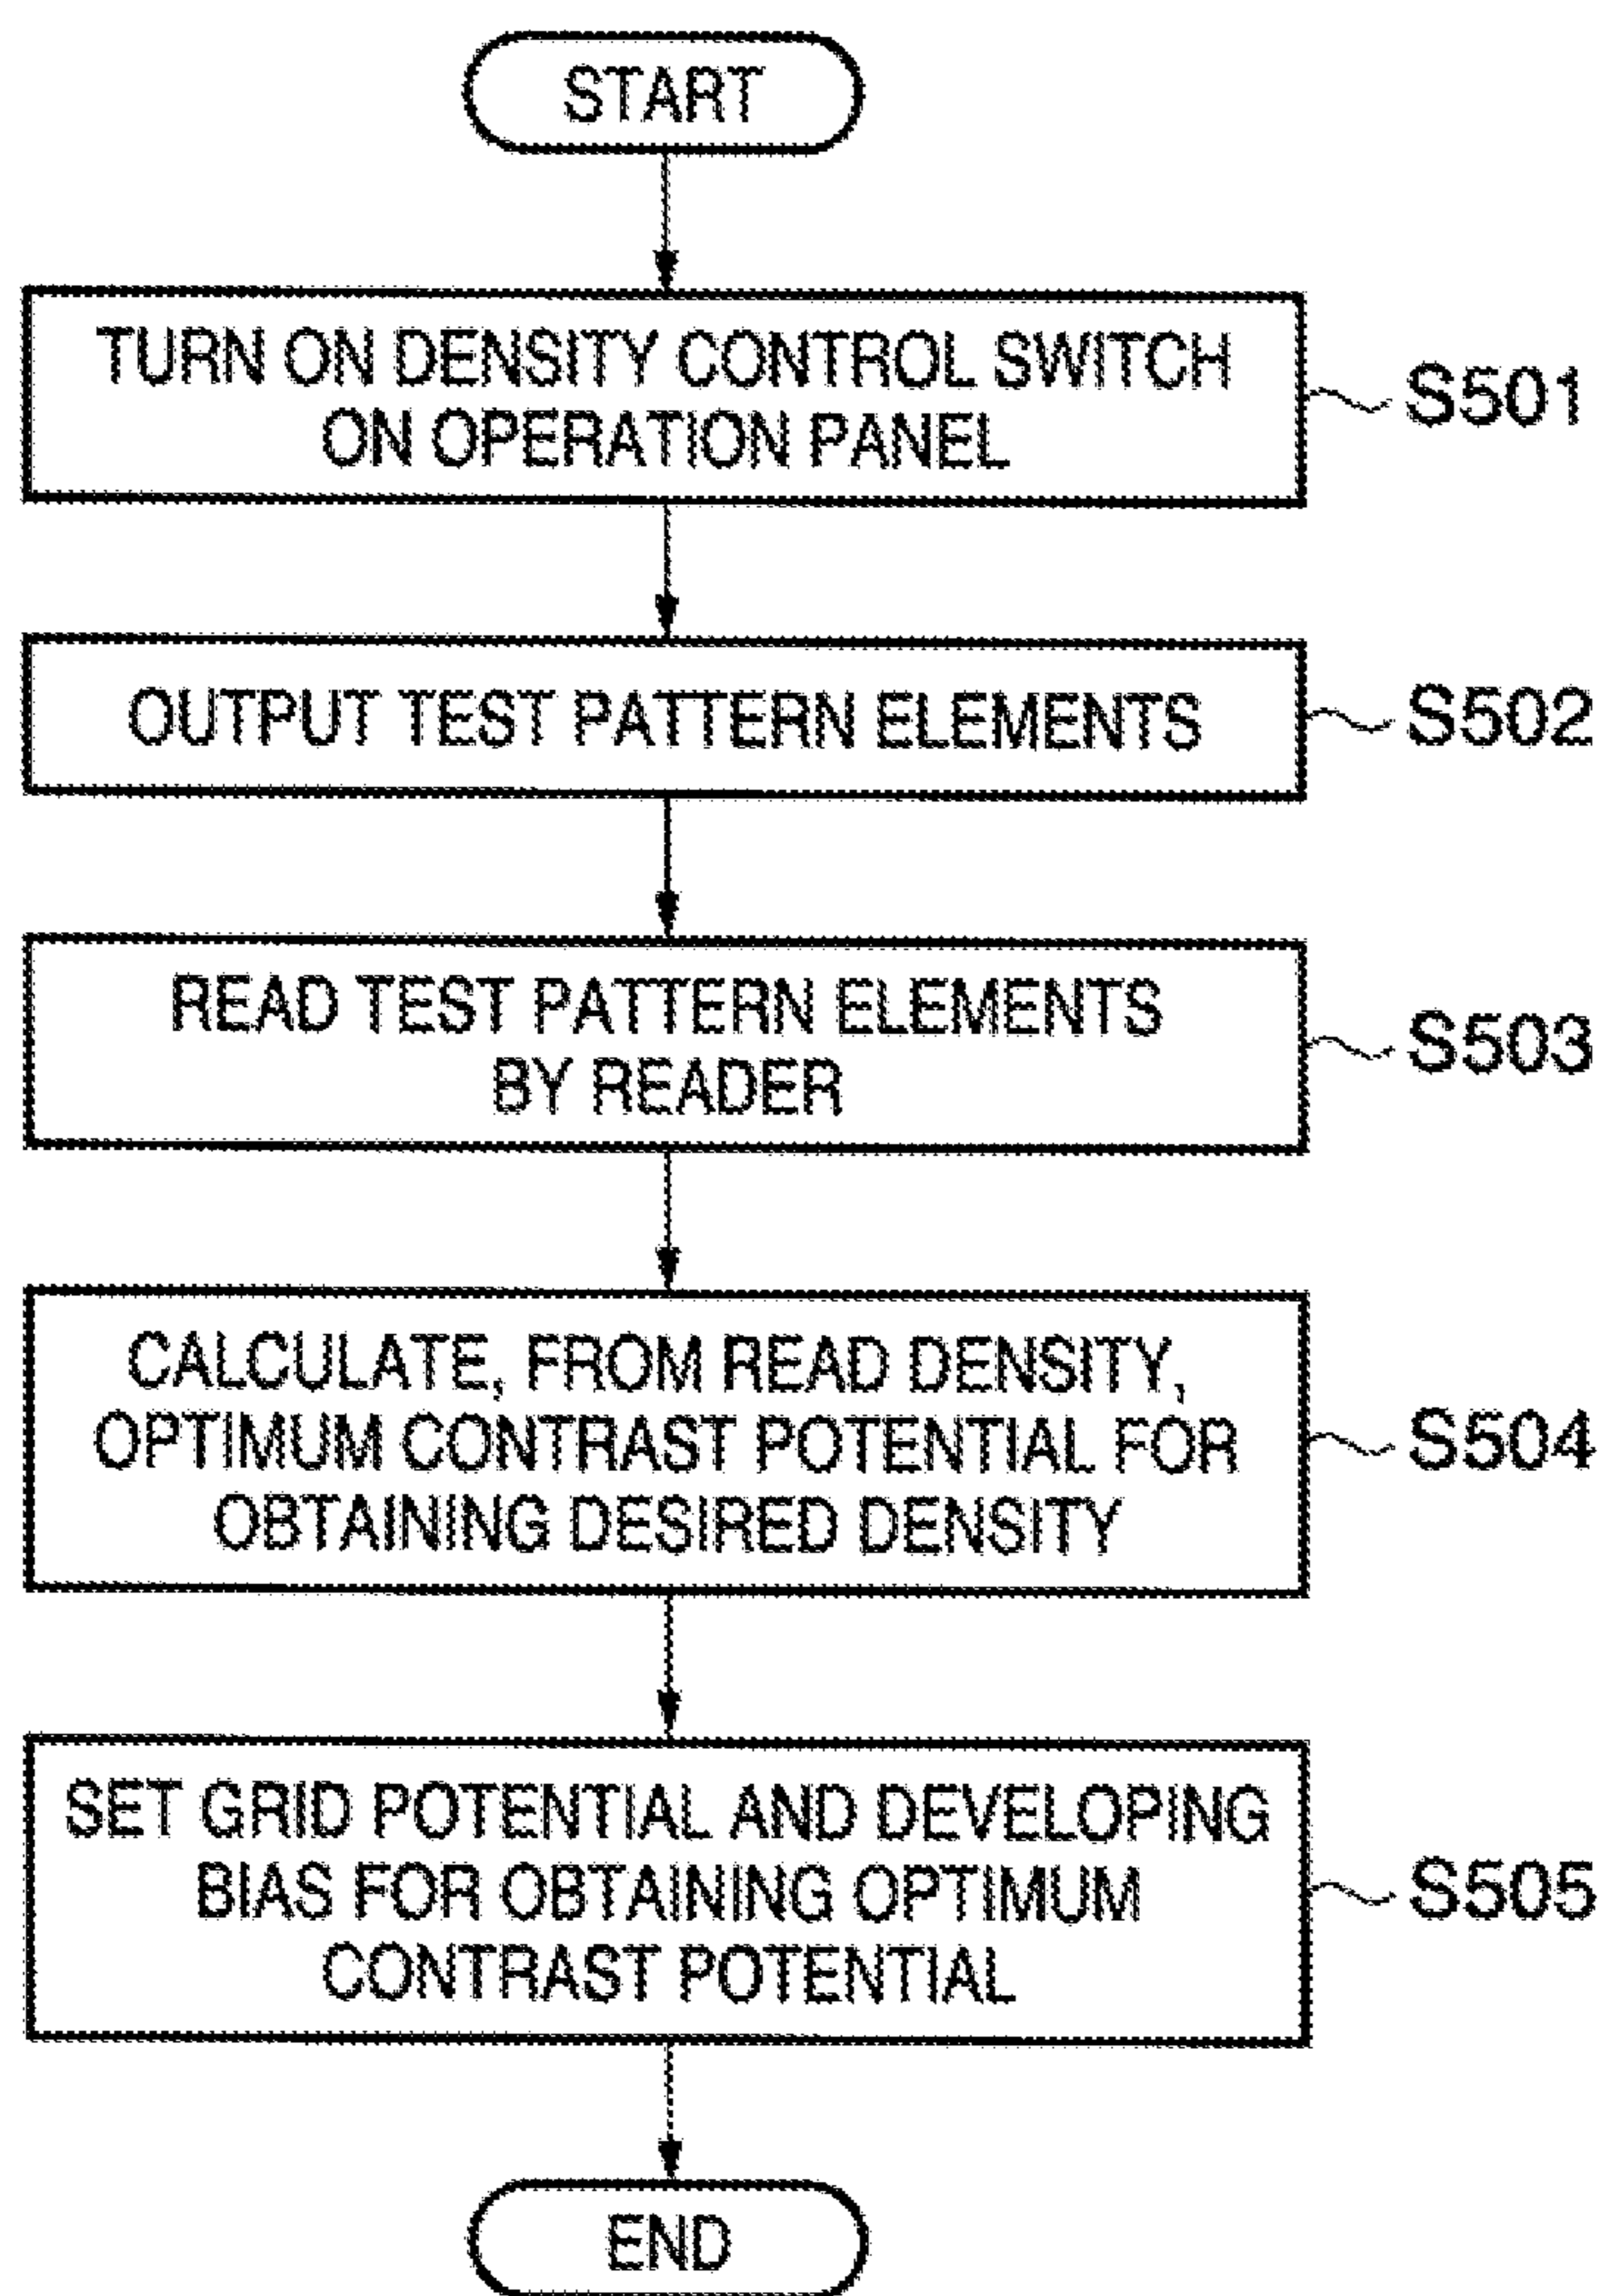 START
TURN ON DENSITY CONTROL SWITCH
ON OPERATION PANEL
S501
OUTPUT TEST PATTERN ELEMENTS
S502
READ TEST PATTERN ELEMENTS
BY READER
S503
CALCULATE, FROM READ DENSITY,
OPTIMUM CONTRAST POTENTIAL FOR
OBTAINING DESIRED DENSITY
S504
SET GRID POTENTIAL AND DEVELOPING
BIAS FOR OBTAINING OPTIMUM
CONTRAST POTENTIAL
S505
END